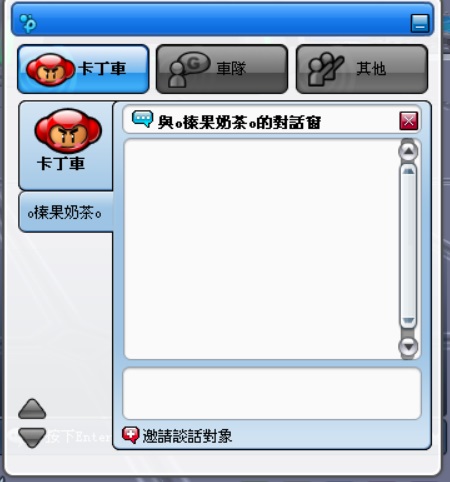 卡丁車
車隊
其他
與o榛果奶茶o的對話窗
卡丁車
o榛果奶茶o
按下Enter
邀請談話對象